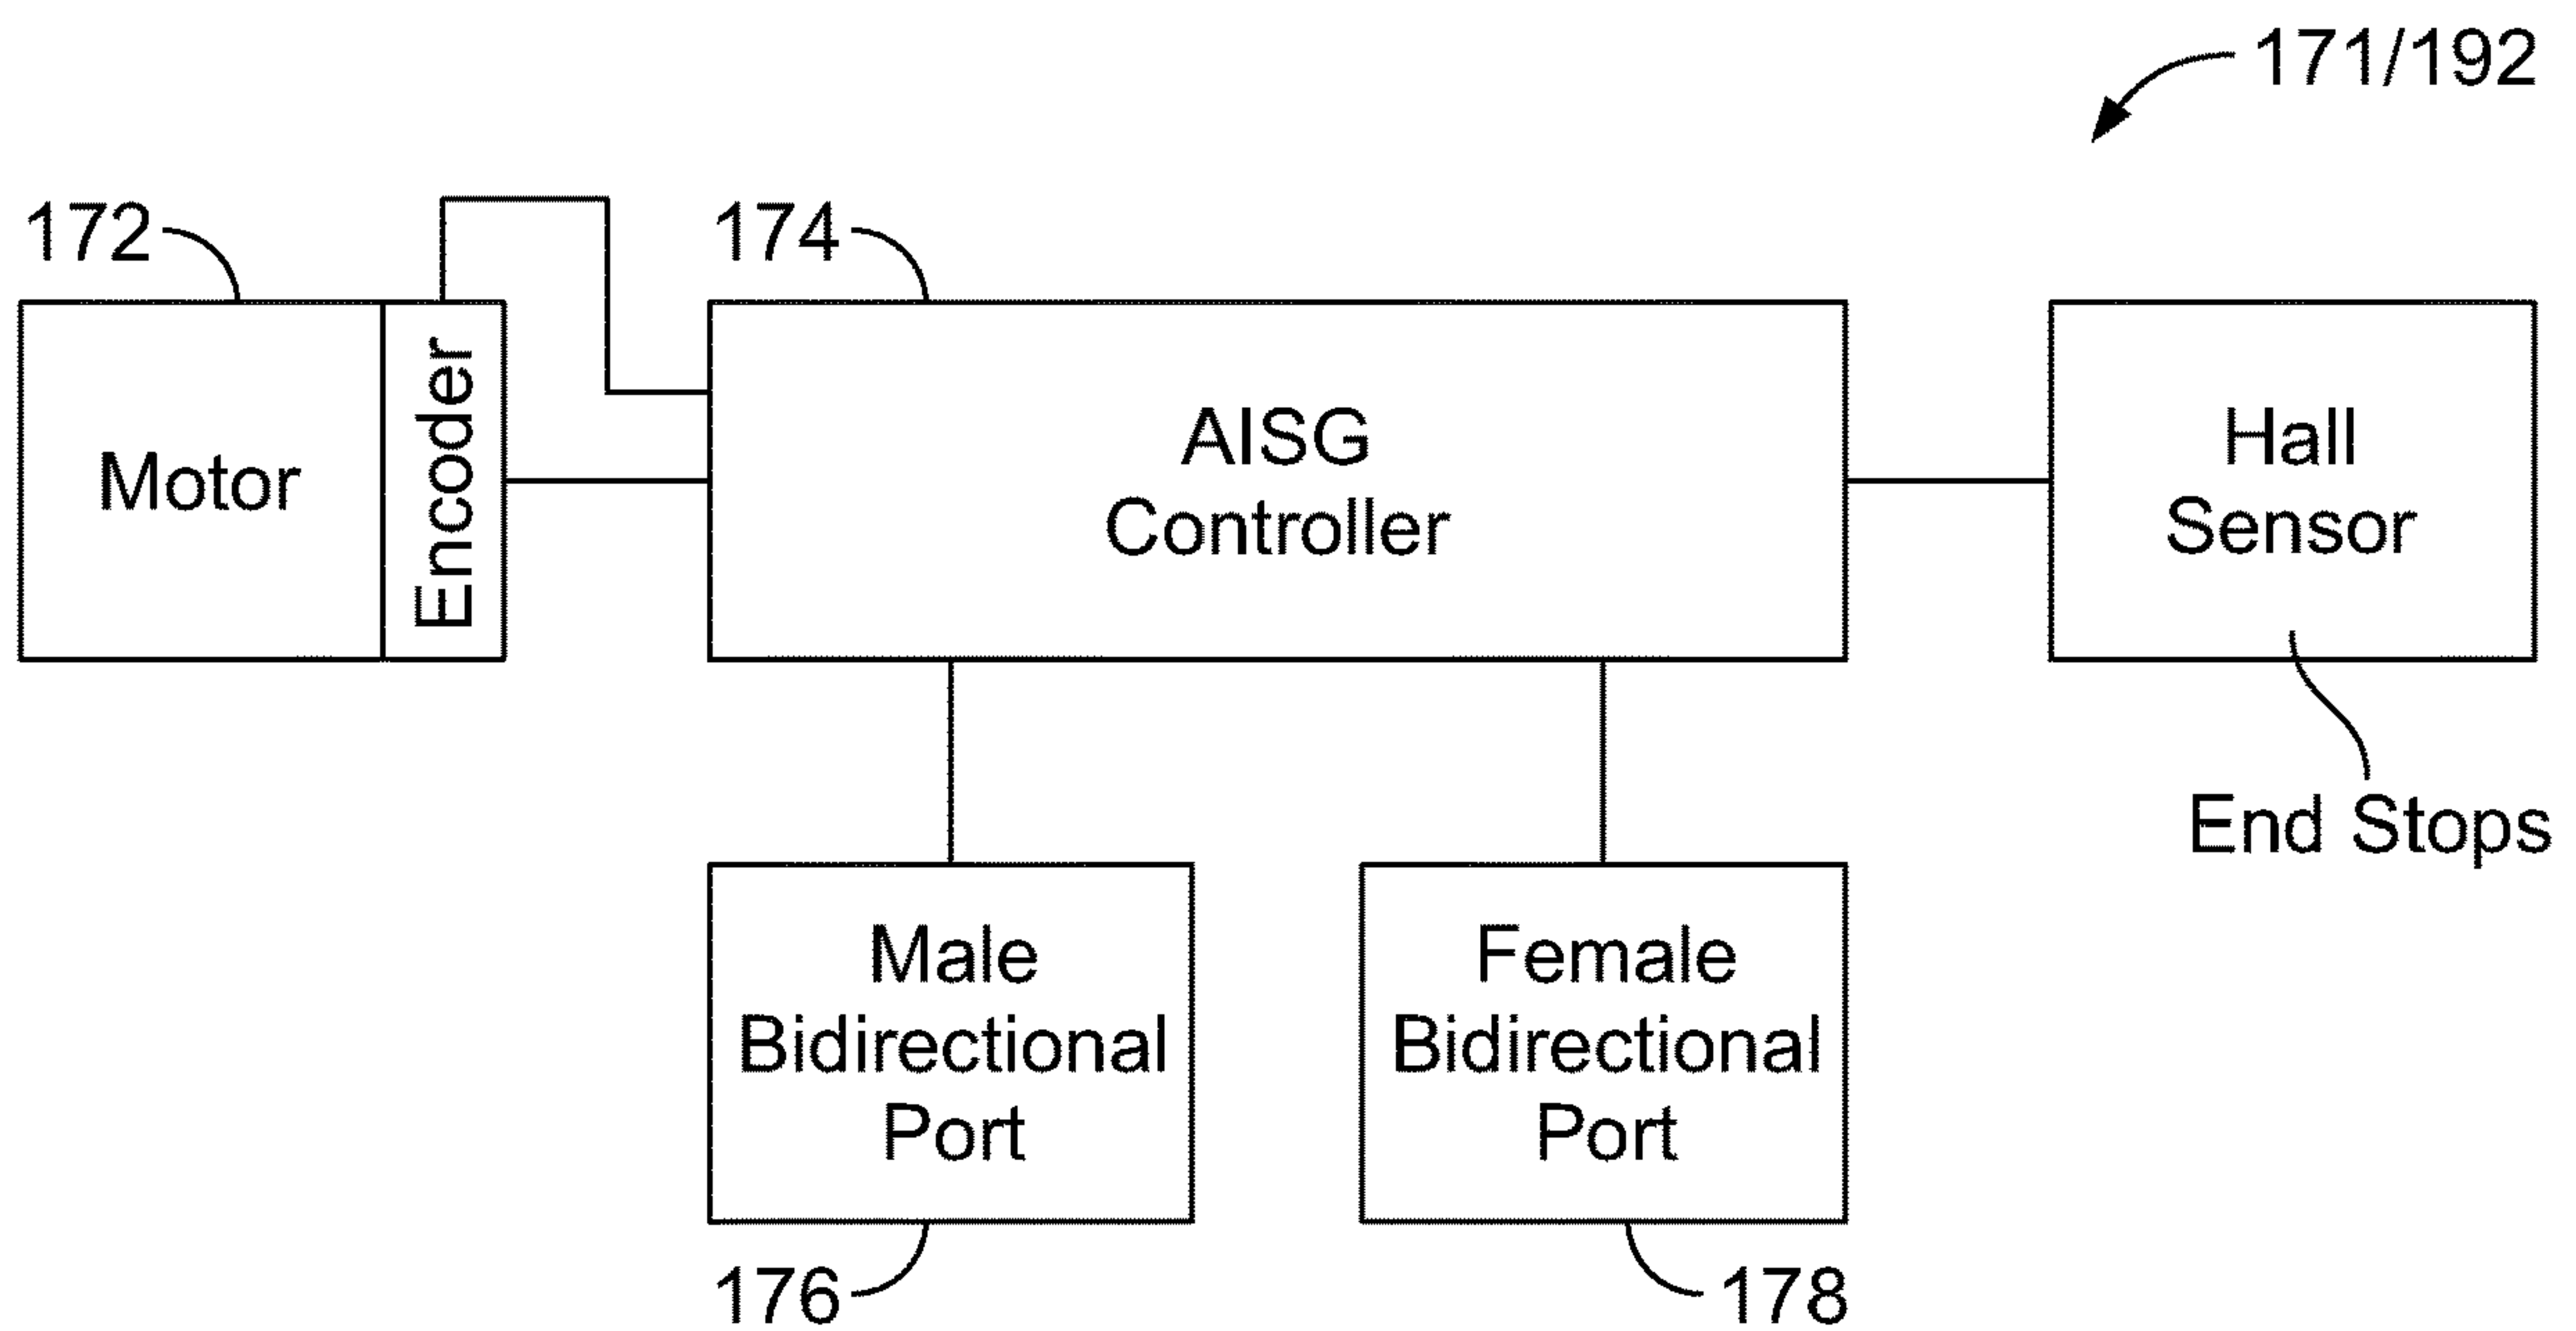 171/192
172
174
Motor
Encoder
AISG
Controller
Hall
Sensor
End Stops
Male
Bidirectional
Port
Female
Bidirectional
Port
176
178